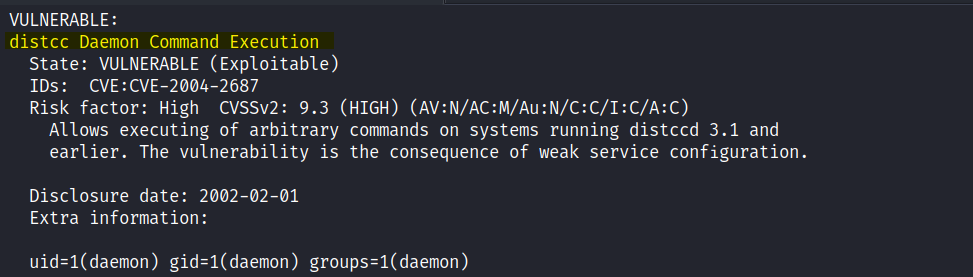 VULNERABLE:
distcc Daemon Command Execution
State: VULNERABLE (Exploitable)
IDs:  CVE:CVE-2004-2687
Risk factor: High  CVSSv2: 9.3 (HIGH) (AV:N/AC:M/Au:N/C:C/I:C/A:C)
Allows executing of arbitrary commands on systems running distccd 3.1 and
earlier. The vulnerability is the consequence of weak service configuration.
Disclosure date: 2002-02-01
Extra information:
uid=1(daemon) gid=1(daemon) groups=1(daemon)